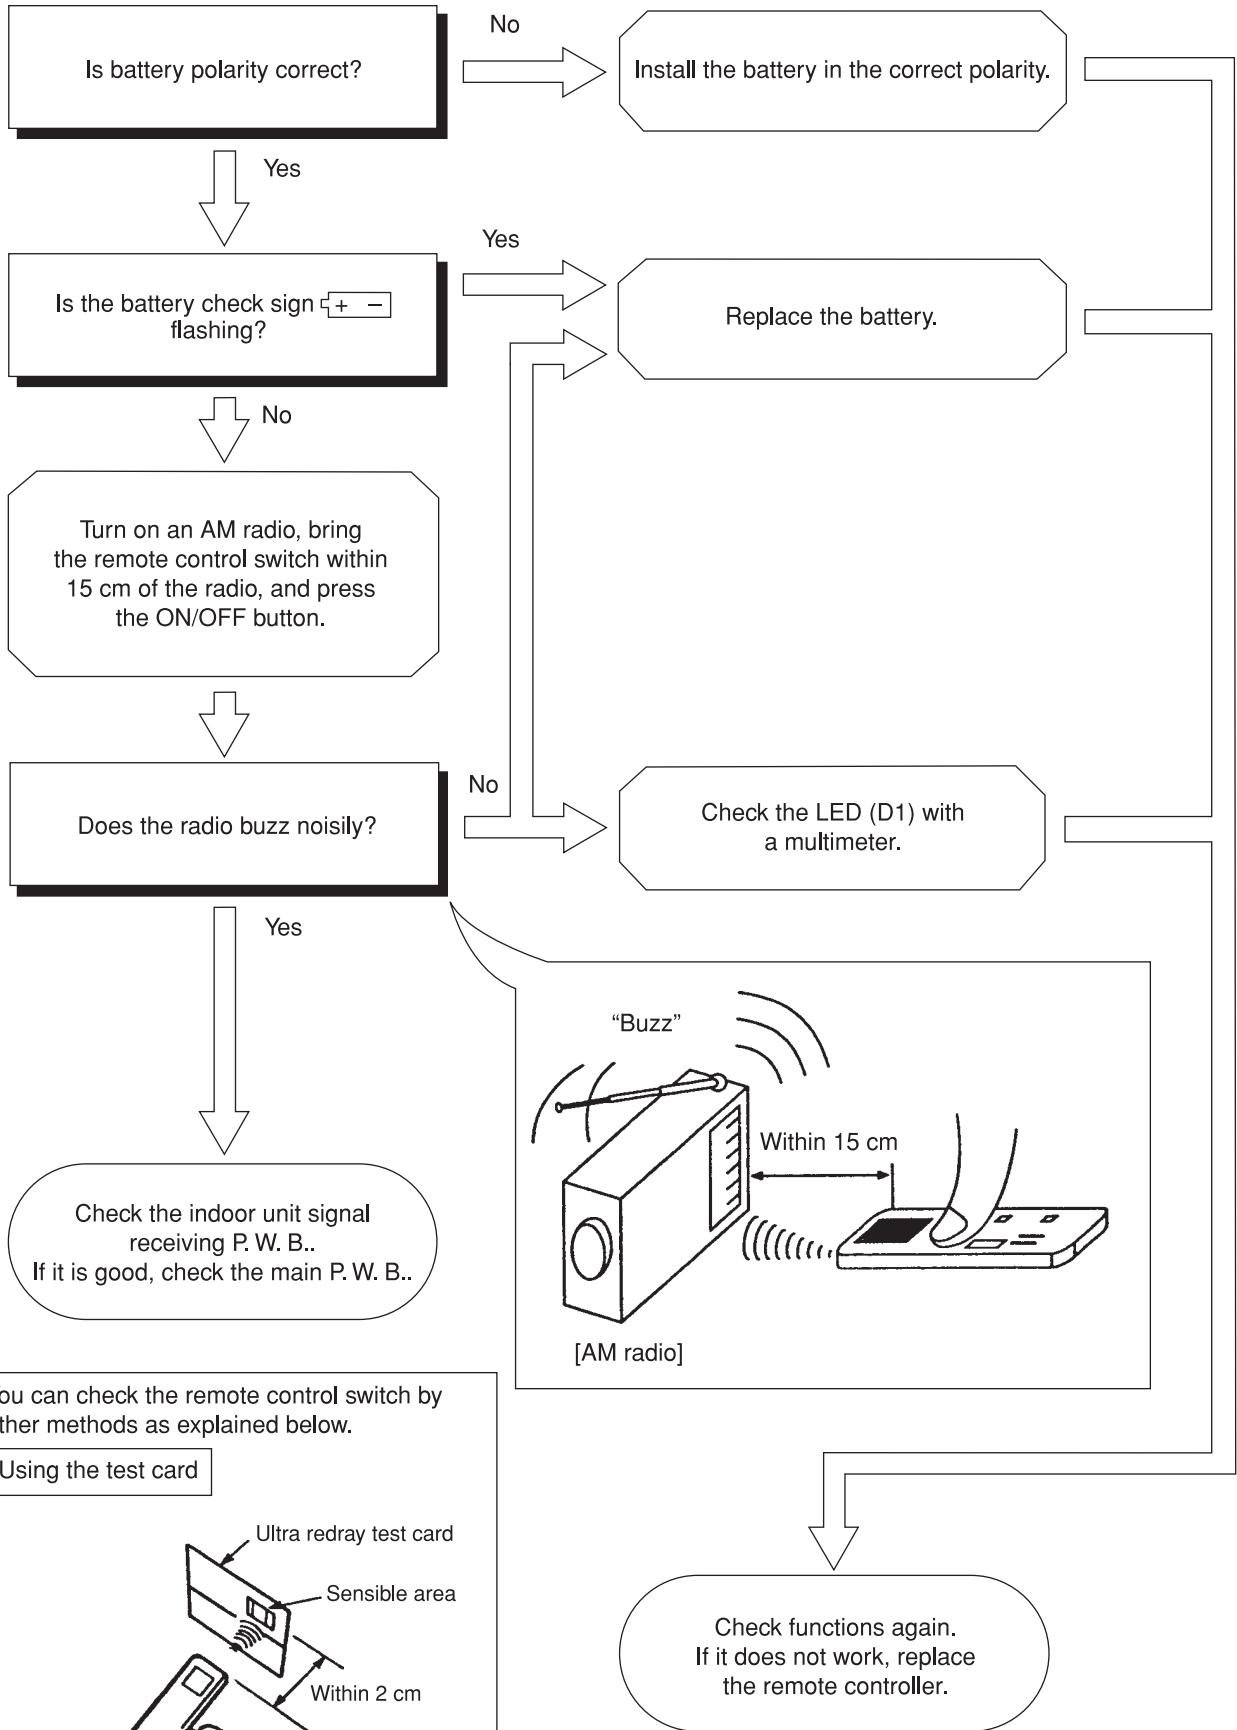 No
Is battery polarity correct?
Install the battery in the correct polarity.
Yes
Yes
Is the battery check sign + −
flashing?
Replace the battery.
No
Turn on an AM radio, bring
the remote control switch within
15 cm of the radio, and press
the ON/OFF button.
No
Does the radio buzz noisily?
Check the LED (D1) with
a multimeter.
Yes
“Buzz”
Within 15 cm
[AM radio]
Check the indoor unit signal
receiving P. W. B..
If it is good, check the main P. W. B..
ou can check the remote control switch by
ther methods as explained below.
Using the test card
Ultra redray test card
Sensible area
Within 2 cm
Check functions again.
If it does not work, replace
the remote controller.